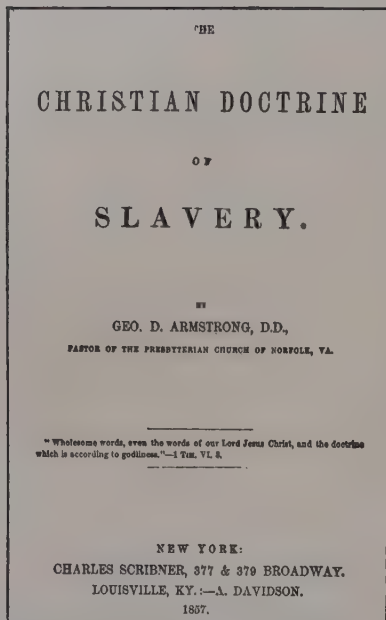 THE
CHRISTIAN DOCTRINE
OF
SLAVERY.
BY
GEO. D. ARMSTRONG, D.D.,
PASTOR OF THE PRESBYTERIAN CHURCH OF NORFOLK, VA.
"Wholesome words, even the words of our Lord Jesus Christ, and the doctrine
which is according to godliness."—1 TIM. VI. 3.
NEW YORK:
CHARLES SCRIBNER, 377 & 379 BROADWAY.
LOUISVILLE, KY.:—A. DAVIDSON.
1857.